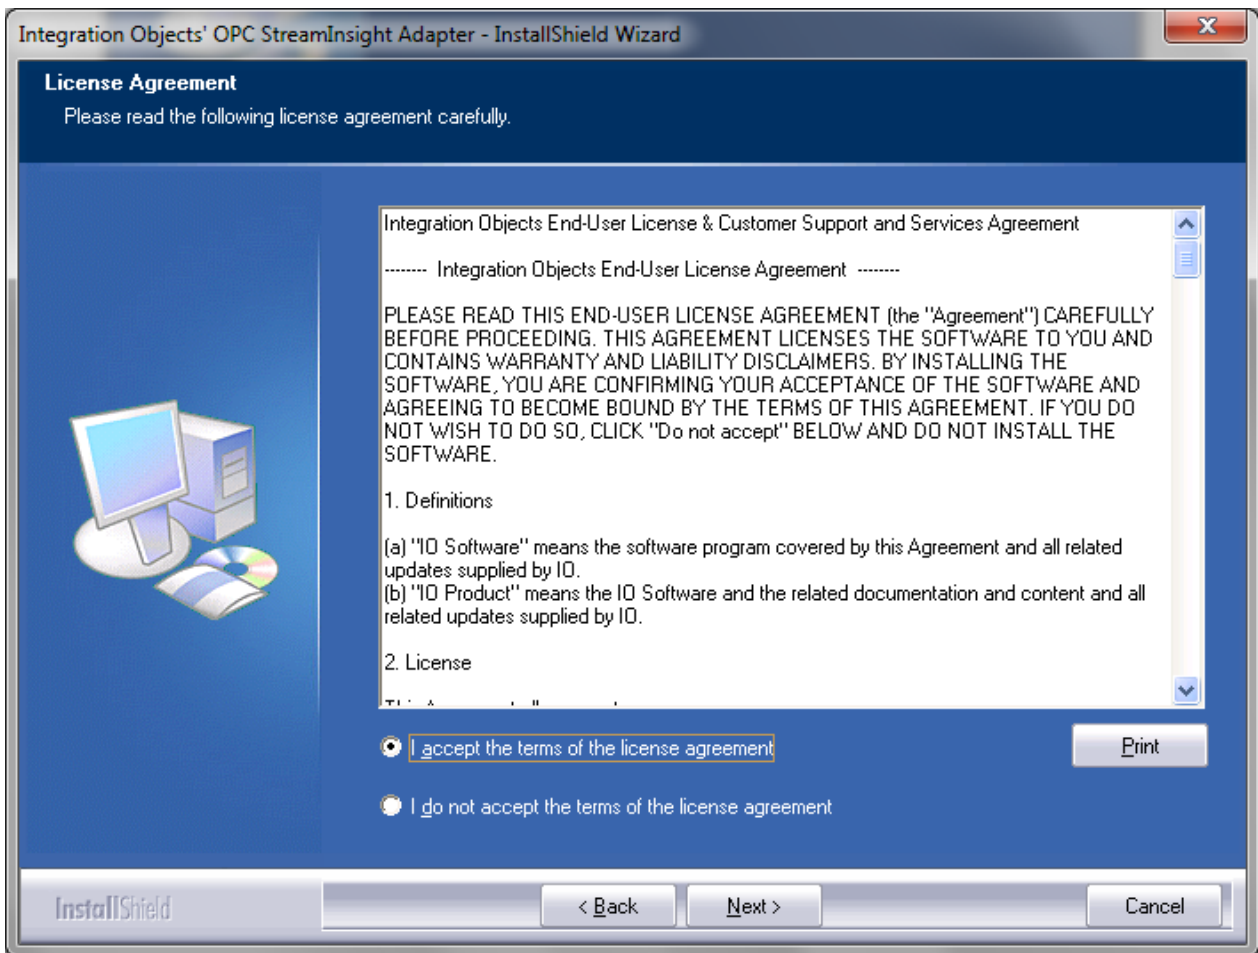 Integration Objects' OPC StreamInsight Adapter - InstallShield Wizard
License Agreement
Please read the following license agreement carefully.
Integration Objects End-User License & Customer Support and Services Agreement
-------- Integration Objects End-User License Agreement --------
PLEASE READ THIS END-USER LICENSE AGREEMENT (the "Agreement") CAREFULLY
BEFORE PROCEEDING. THIS AGREEMENT LICENSES THE SOFTWARE TO YOU AND
CONTAINS WARRANTY AND LIABILITY DISCLAIMERS. BY INSTALLING THE
SOFTWARE, YOU ARE CONFIRMING YOUR ACCEPTANCE OF THE SOFTWARE AND
AGREEING TO BECOME BOUND BY THE TERMS OF THIS AGREEMENT. IF YOU DO
NOT WISH TO DO SO, CLICK "Do not accept" BELOW AND DO NOT INSTALL THE
SOFTWARE.
1. Definitions
(a) "IO Software" means the software program covered by this Agreement and all related
updates supplied by IO.
(b) "IO Product" means the IO Software and the related documentation and content and all
related updates supplied by IO.
2. License
I accept the terms of the license agreement
Print
I do not accept the terms of the license agreement
InstallShield
< Back
Next >
Cancel